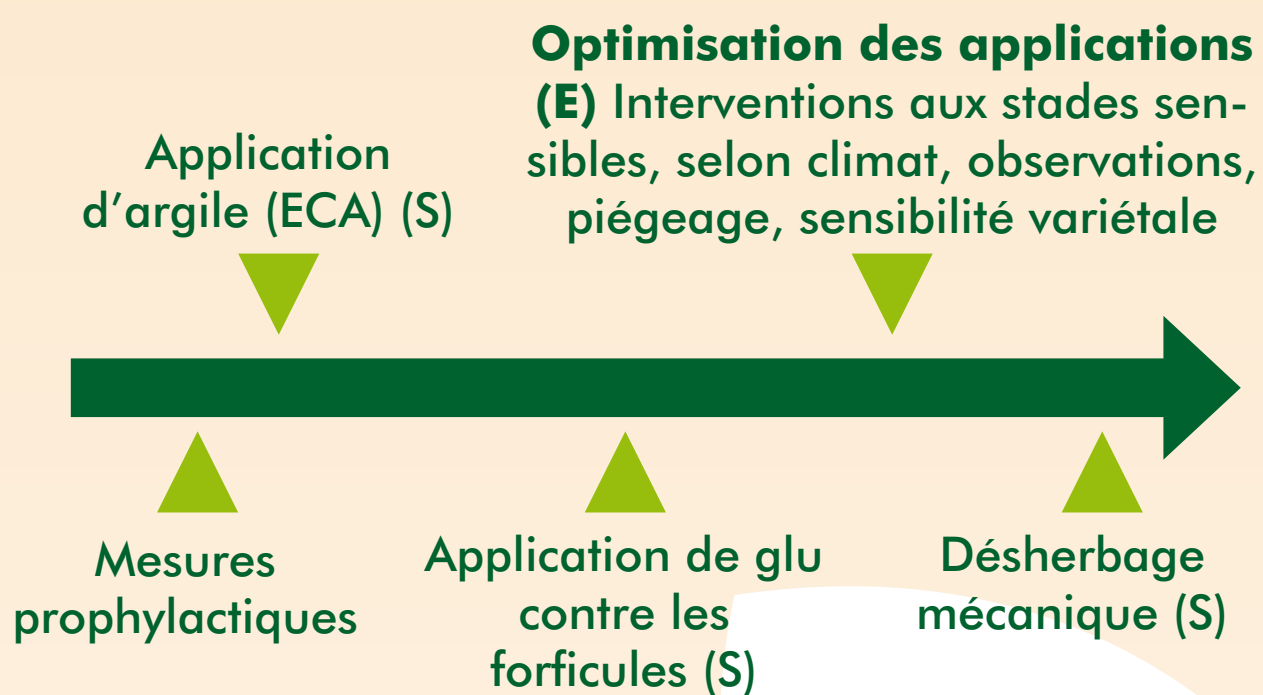 Optimisation des applications
(E) Interventions aux stades sen-
sibles, selon climat, observations,
piégeage, sensibilité variétale
Application
d’argile (ECA) (S)
Mesures
prophylactiques
Application de glu
contre les
forficules (S)
Désherbage
mécanique (S)